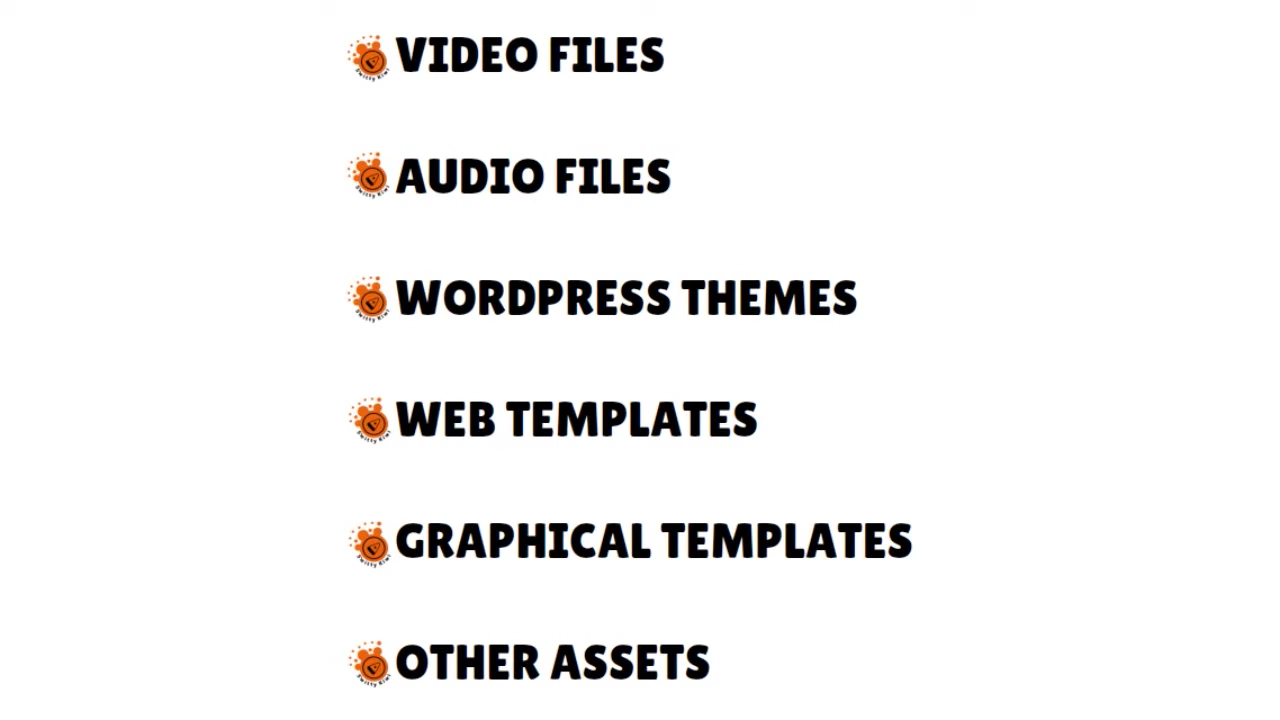 VIDEO FILES
AUDIO FILES
WORDPRESS THEMES
WEB TEMPLATES
GRAPHICAL TEMPLATES
OTHER ASSETS